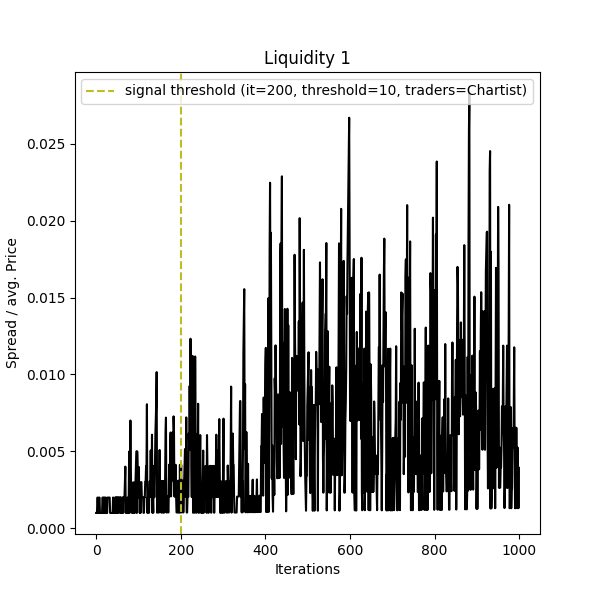 Liquidity 1
signal threshold (it=200, threshold=10, traders=Chartist)
Spread / avg. Price
0.025
0.020
0.015
0.010
0.005
0.000
0 200 400 600 800 1000
Iterations